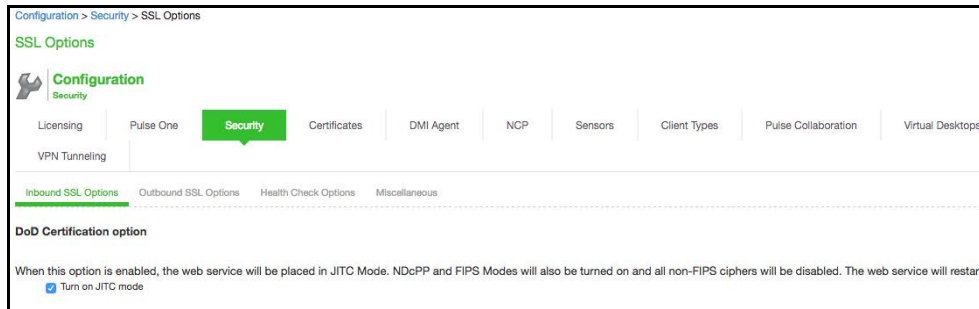 Configuration > Security > SSL Options
SSL Options
Configuration
Security
Licensing Pulse One Security Certificates DMI Agent NCP Sensors Client Types Pulse Collaboration Virtual Desktops
VPN Tunneling
Inbound SSL Options Outbound SSL Options Health Check Options Miscellaneous
DoD Certification option
When this option is enabled, the web service will be placed in JITC Mode. NDcPP and FIPS Modes will also be turned on and all non-FIPS ciphers will be disabled. The web service will restar
Turn on JITC mode